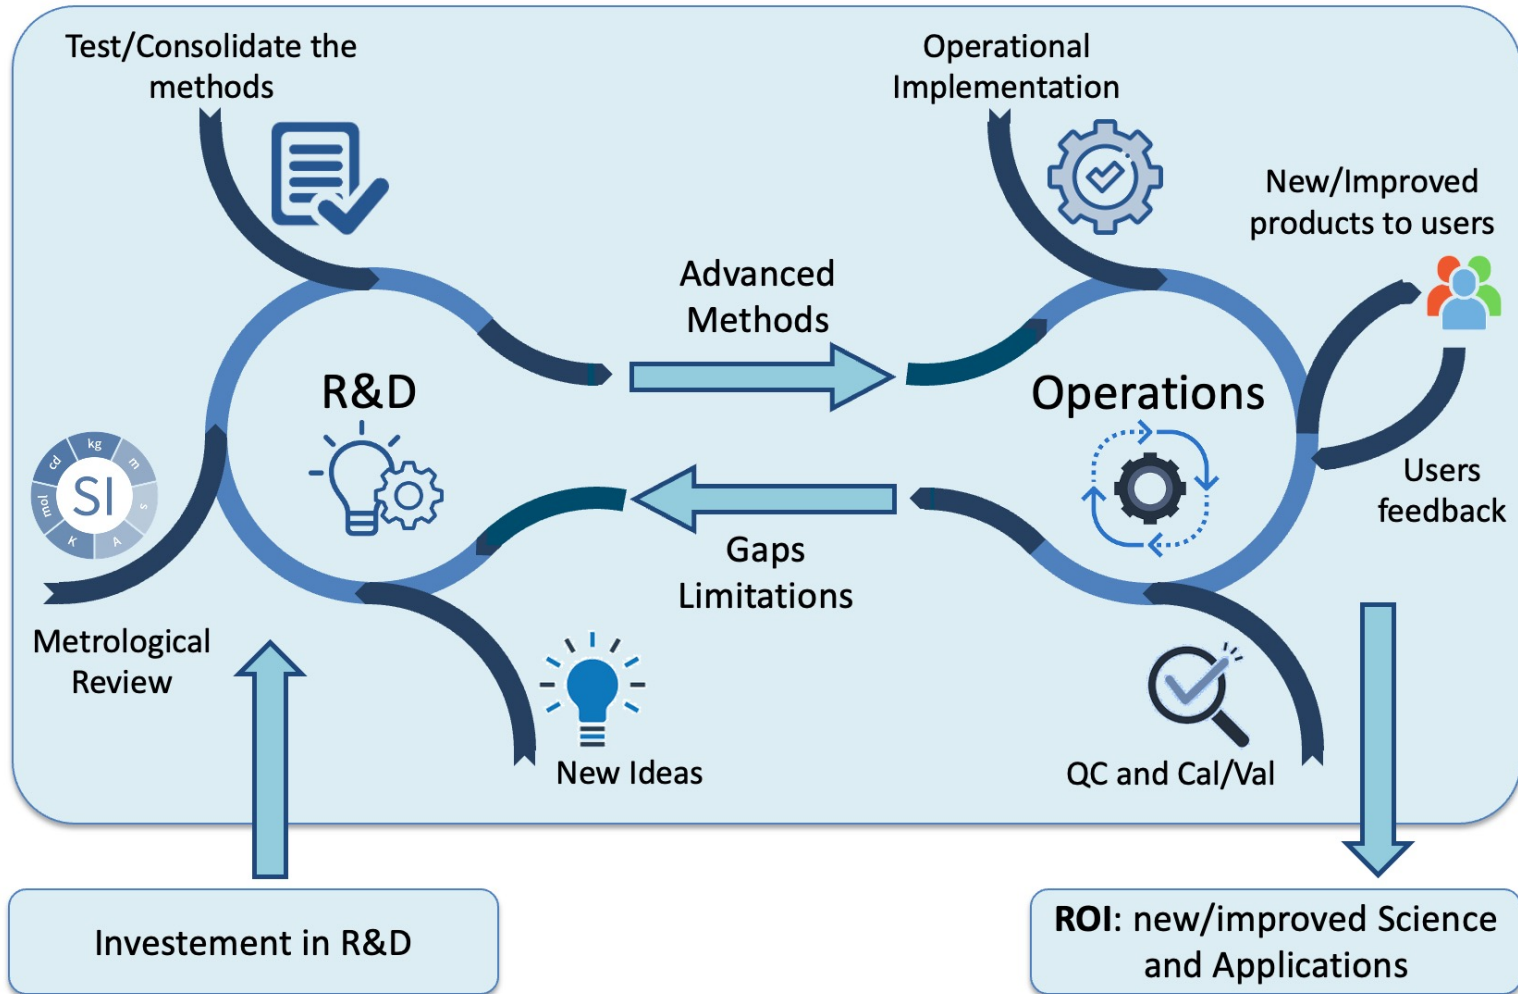 Test/Consolidate the
methods
Operational
Implementation
New/Improved
products to users
Advanced
Methods
R&D
Operations
kg
m
s
A
K
mol
cd
SI
Users
feedback
Gaps
Limitations
Metrological
Review
New Ideas
QC and Cal/Val
Investement in R&D
ROI: new/improved Science
and Applications